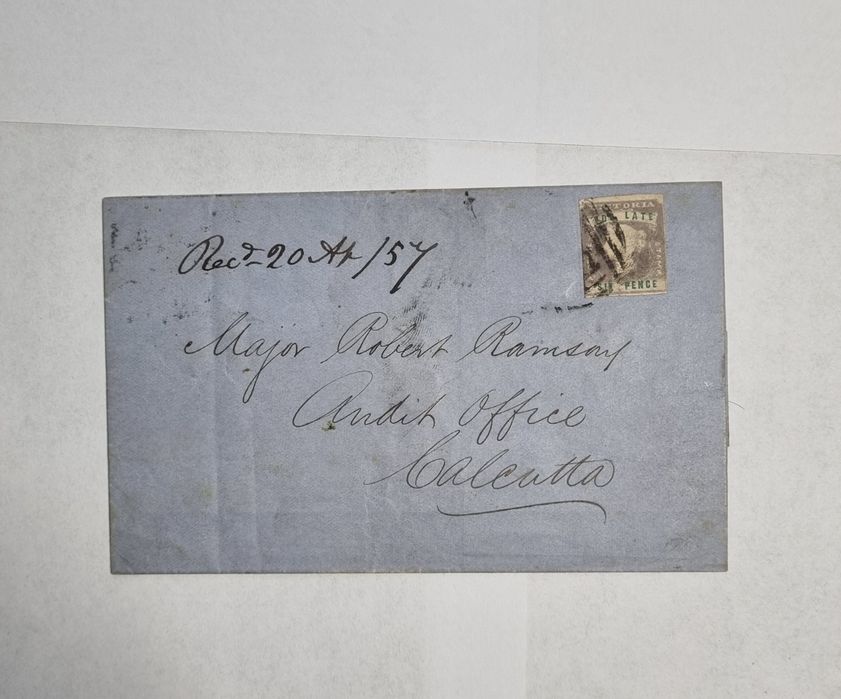 VICTORIA
TOO LATE
SIX PENCE
Recd 20 Ap /57
Major Robert Ramsay
Audit Office
Calcutta